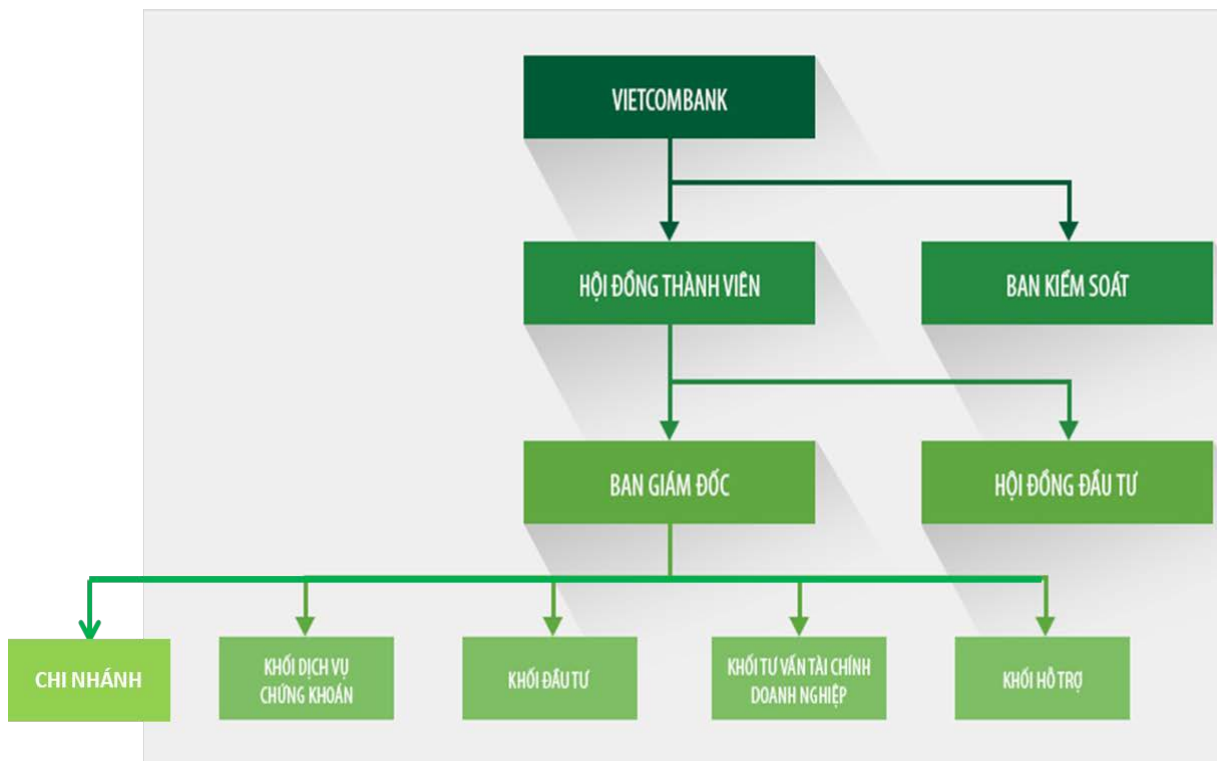 VIETCOMBANK
HỘI ĐỒNG THÀNH VIÊN
BAN KIỂM SOÁT
BAN GIÁM ĐỐC
HỘI ĐỒNG ĐẦU TƯ
CHI NHÁNH
KHỐI DỊCH VỤ
CHỨNG KHOÁN
KHỐI ĐẦU TƯ
KHỐI TƯ VẤN TÀI CHÍNH
DOANH NGHIỆP
KHỐI HỖ TRỢ